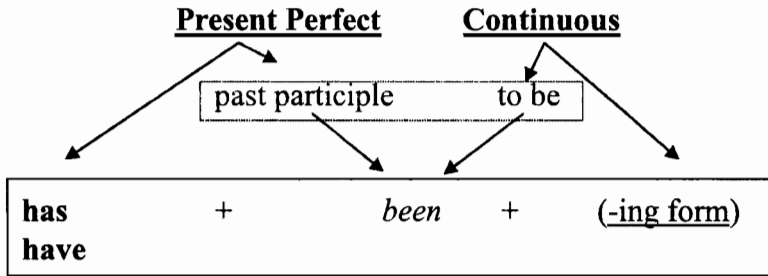 Present Perfect Continuous
past participle to be
has + been + (-ing form)
have